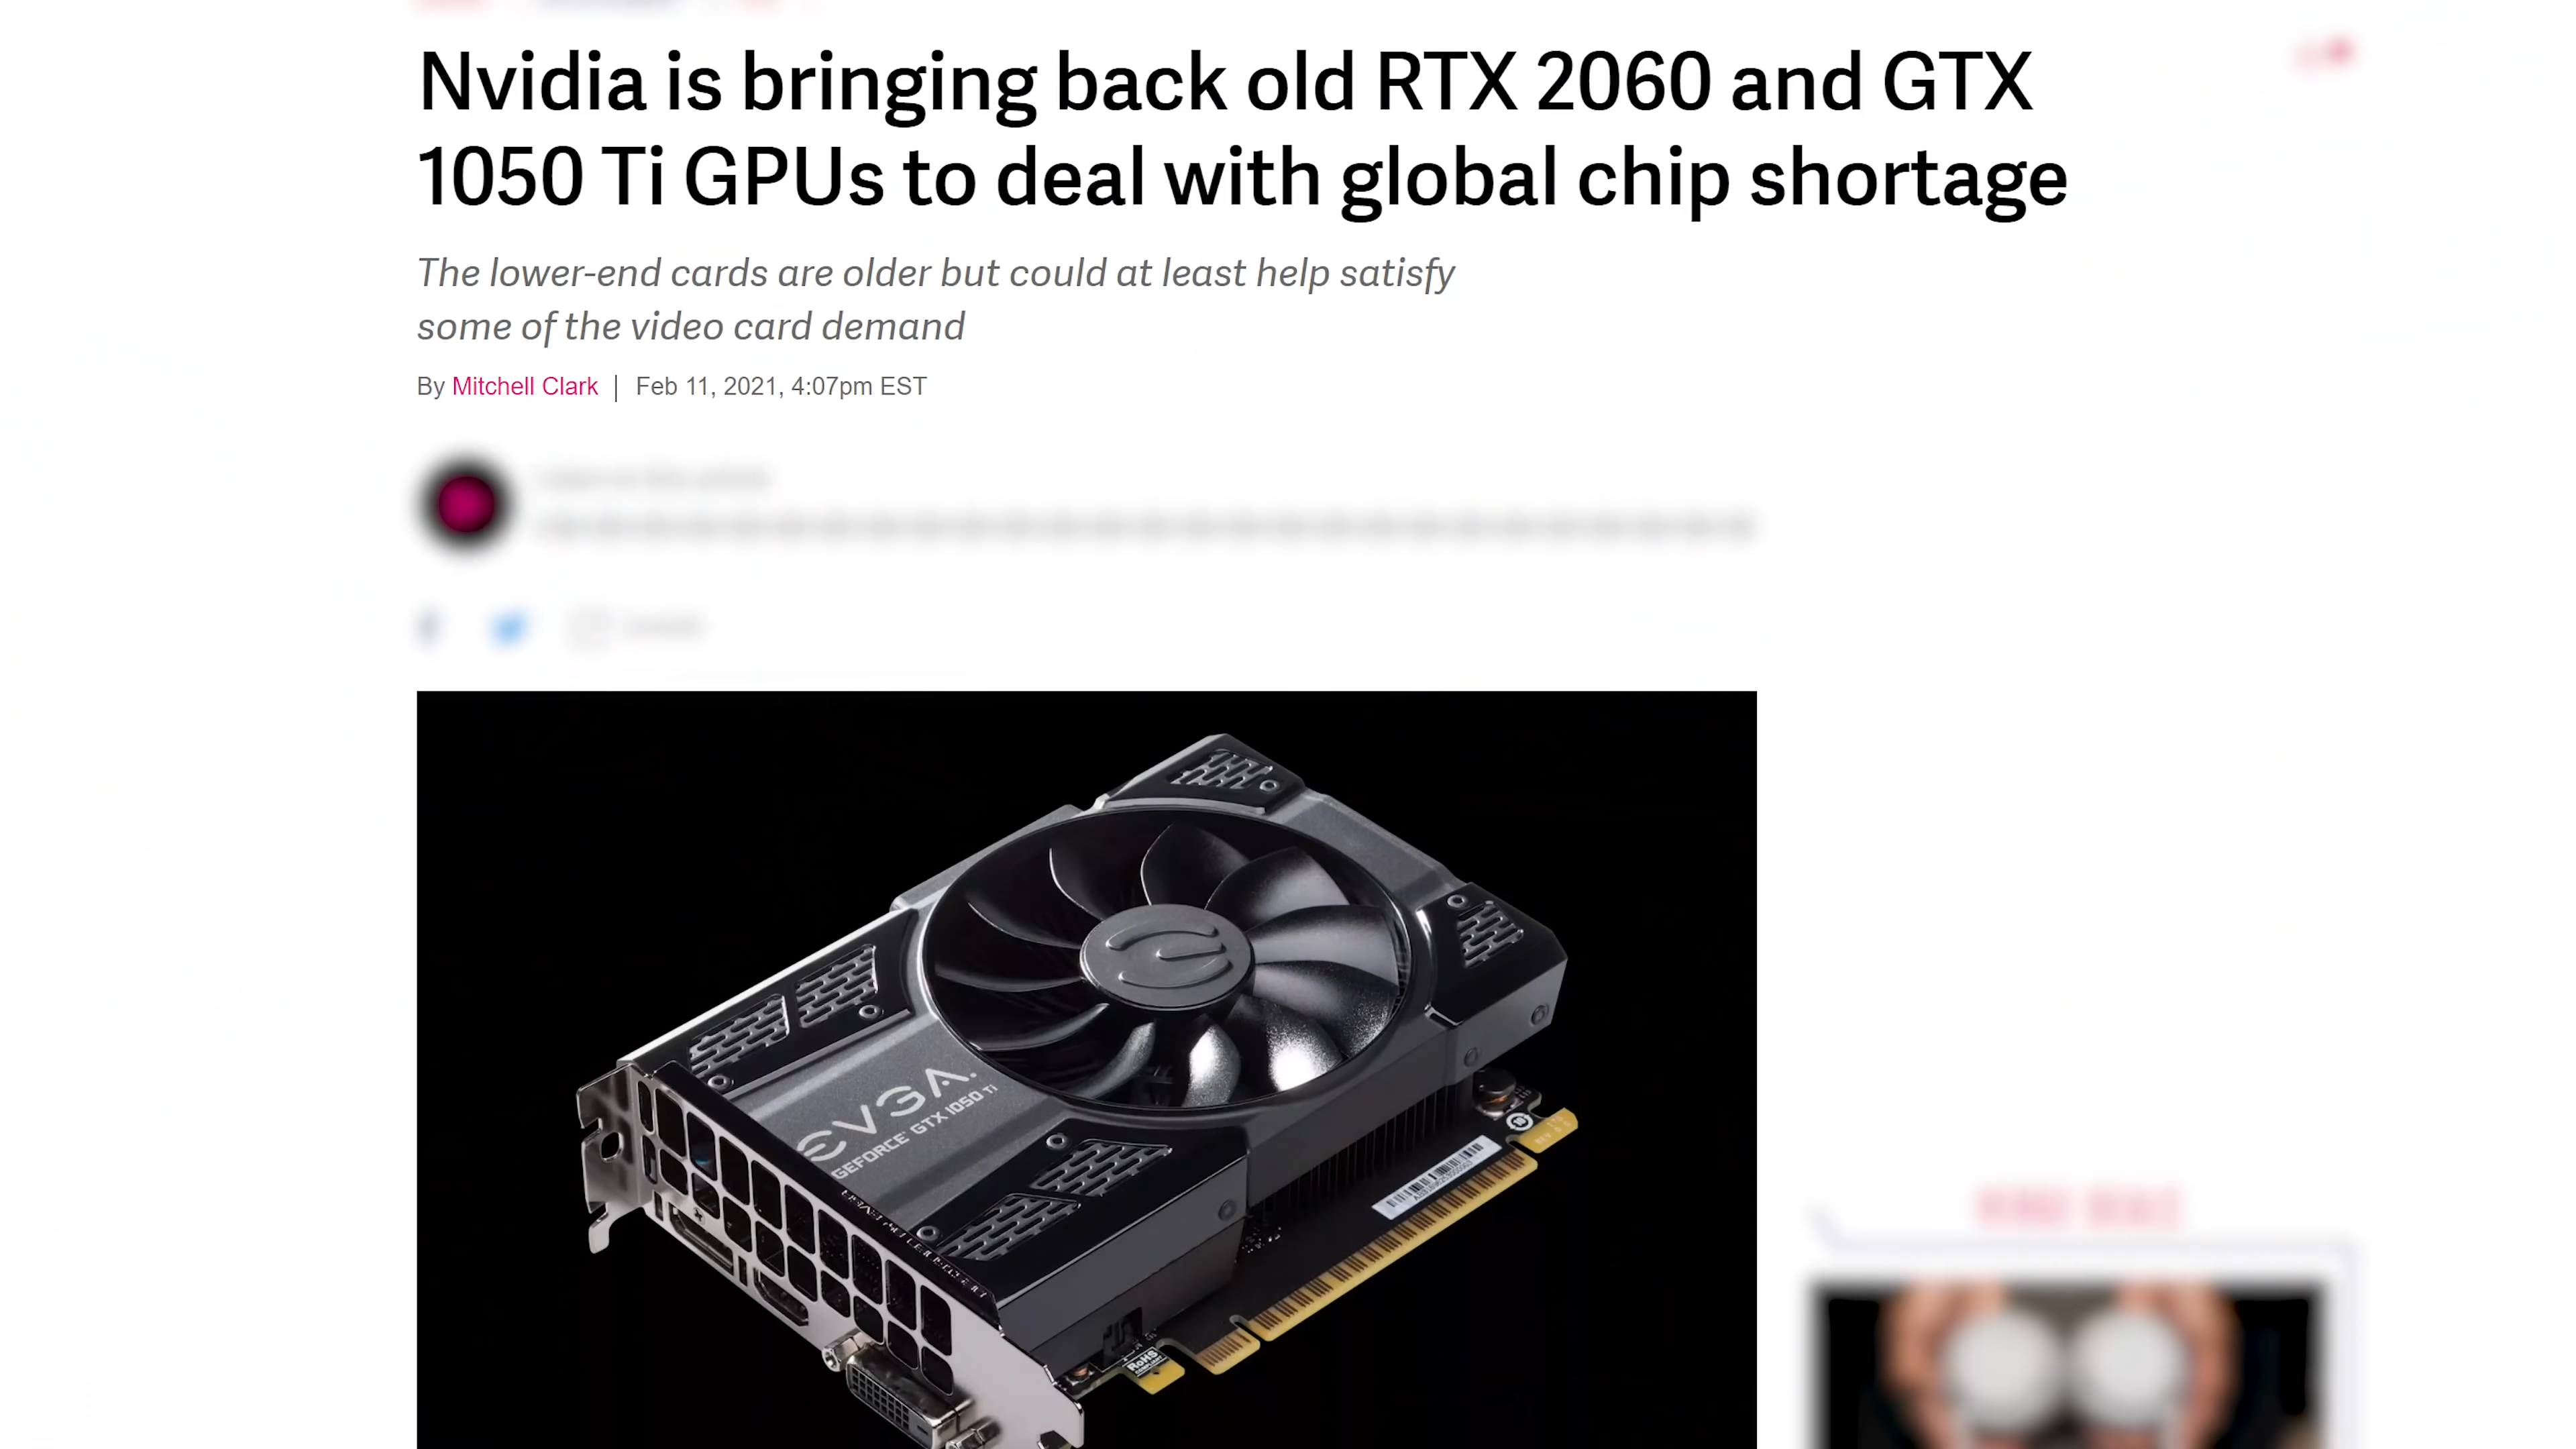 Nvidia is bringing back old RTX 2060 and GTX
1050 Ti GPUs to deal with global chip shortage
The lower-end cards are older but could at least help satisfy
some of the video card demand
By Mitchell Clark | Feb 11, 2021, 4:07pm EST
EVGA.
GEFORCE GTX 1050 Ti
RoHS